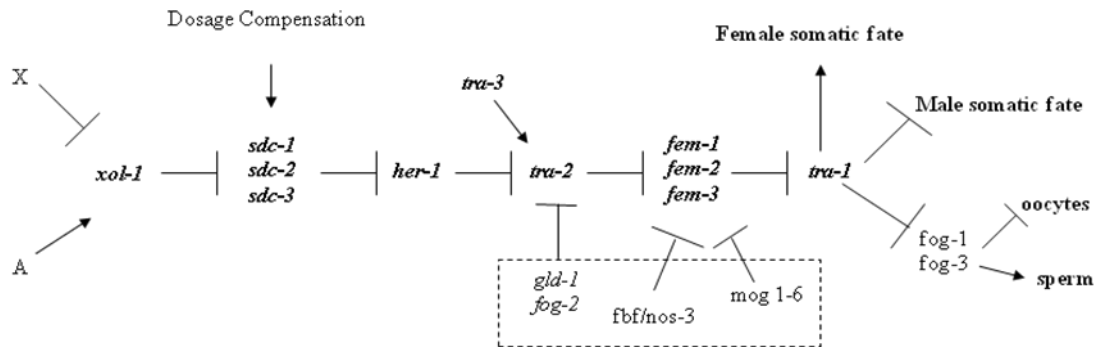 Dosage Compensation
Female somatic fate
X
tra-3
Male somatic fate
xol-1
sdc-1
sdc-2
sdc-3
her-1
tra-2
fem-1
fem-2
fem-3
tra-1
oocytes
fog-1
fog-3
sperm
A
gld-1
fog-2
fbf/nos-3
mog 1-6